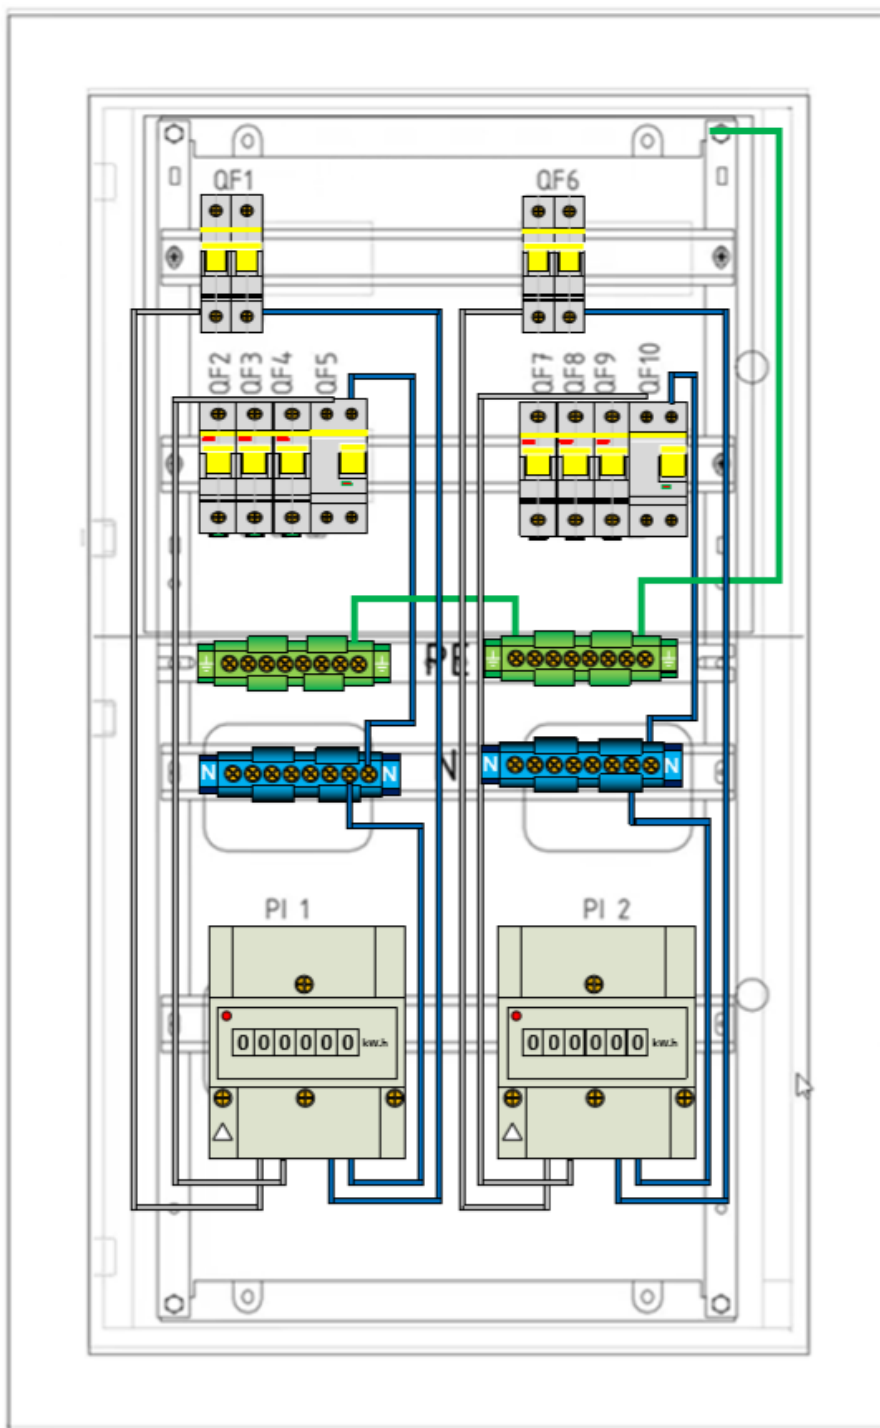 QF1 QF6
QF2 QF3 QF4 QF5 QF7 QF8 QF9 QF10
PE
N N N N N
PI 1 PI 2
000000 kw.h 000000 kw.h